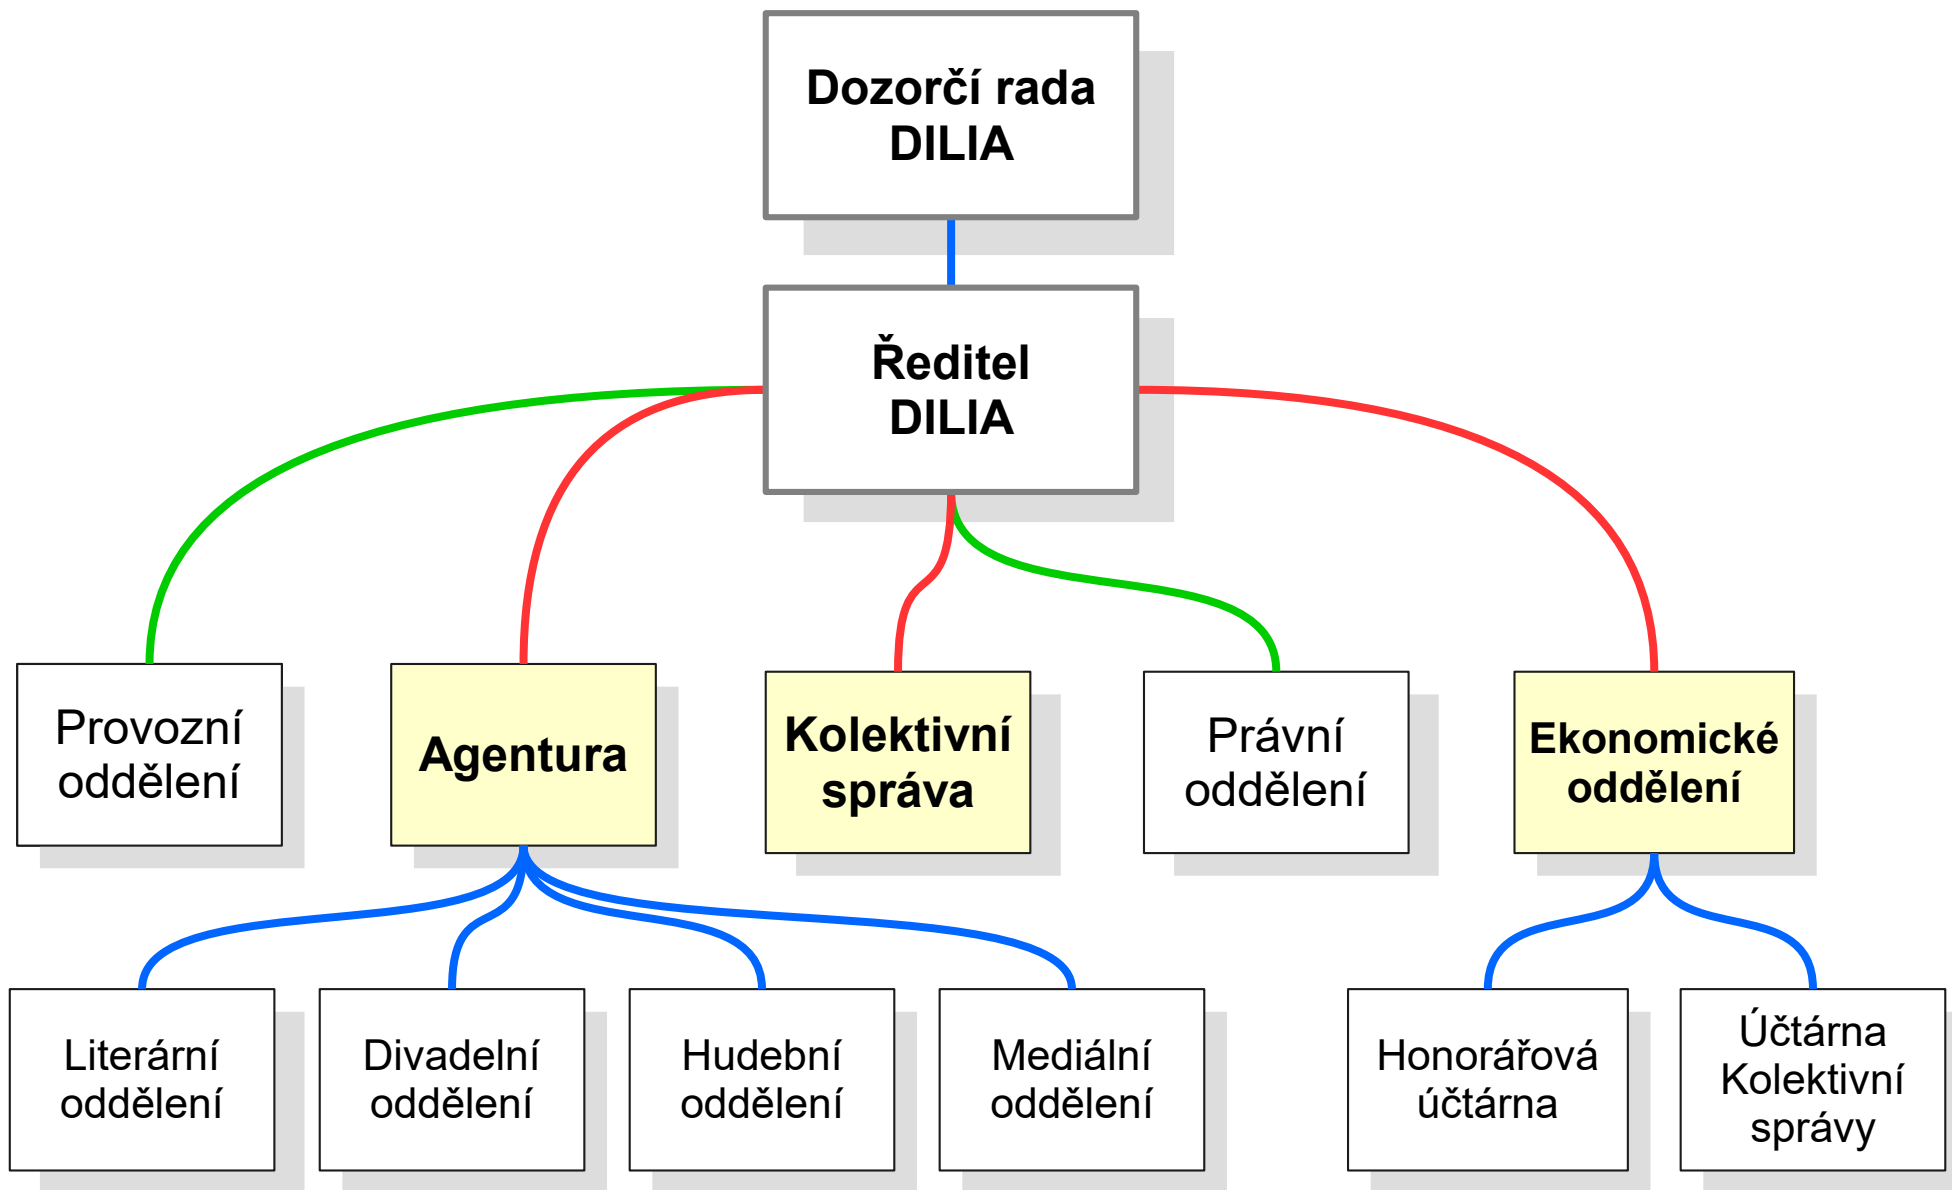 Dozorčí rada
DILIA
Ředitel
DILIA
Provozní
oddělení
Agentura
Kolektivní
správa
Právní
oddělení
Ekonomické
oddělení
Literární
oddělení
Divadelní
oddělení
Hudební
oddělení
Mediální
oddělení
Honorářová
účtárna
Účtárna
Kolektivní
správy